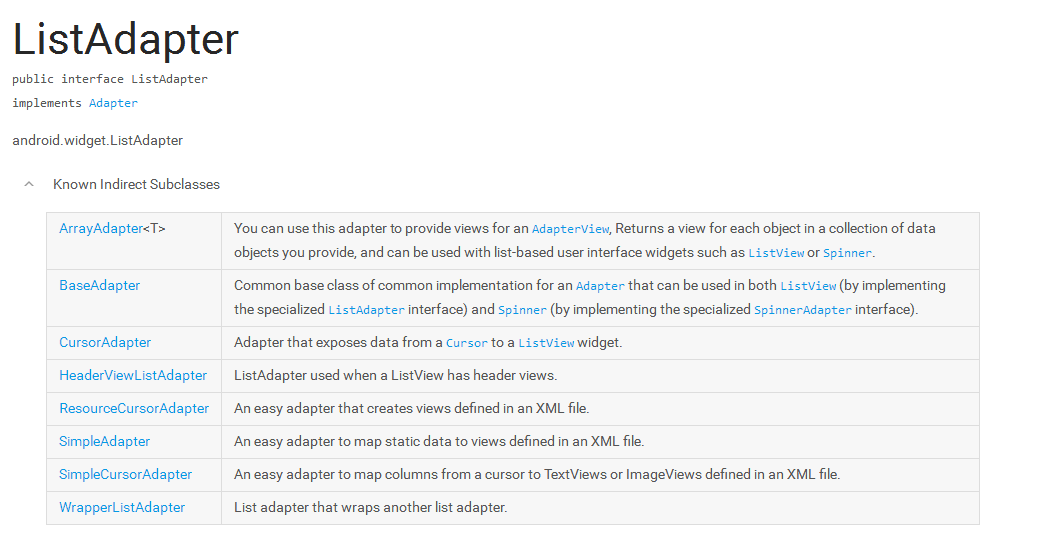 ListAdapter
public interface ListAdapter
implements Adapter
android.widget.ListAdapter
Known Indirect Subclasses
ArrayAdapter<T>
You can use this adapter to provide views for an AdapterView, Returns a view for each object in a collection of data
objects you provide, and can be used with list-based user interface widgets such as ListView or Spinner.
BaseAdapter
Common base class of common implementation for an Adapter that can be used in both ListView (by implementing
the specialized ListAdapter interface) and Spinner (by implementing the specialized SpinnerAdapter interface).
CursorAdapter
Adapter that exposes data from a Cursor to a ListView widget.
HeaderViewListAdapter
ListAdapter used when a ListView has header views.
ResourceCursorAdapter
An easy adapter that creates views defined in an XML file.
SimpleAdapter
An easy adapter to map static data to views defined in an XML file.
SimpleCursorAdapter
An easy adapter to map columns from a cursor to TextViews or ImageViews defined in an XML file.
WrapperListAdapter
List adapter that wraps another list adapter.